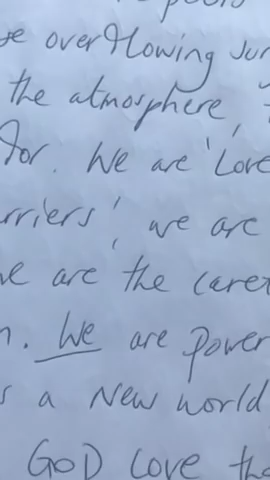 overflowing
the atmosphere,
for. We are 'Love
rriers', we are
are the
. We are power
a New world
GOD love the